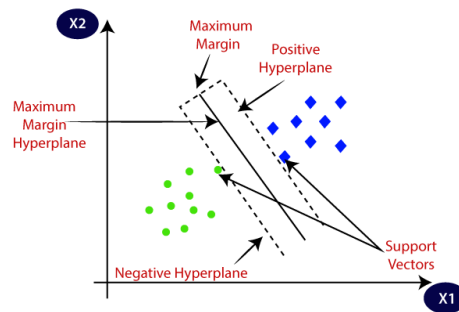 X2
Maximum
Margin
Positive
Hyperplane
Maximum
Margin
Hyperplane
Support
Vectors
Negative Hyperplane
X1